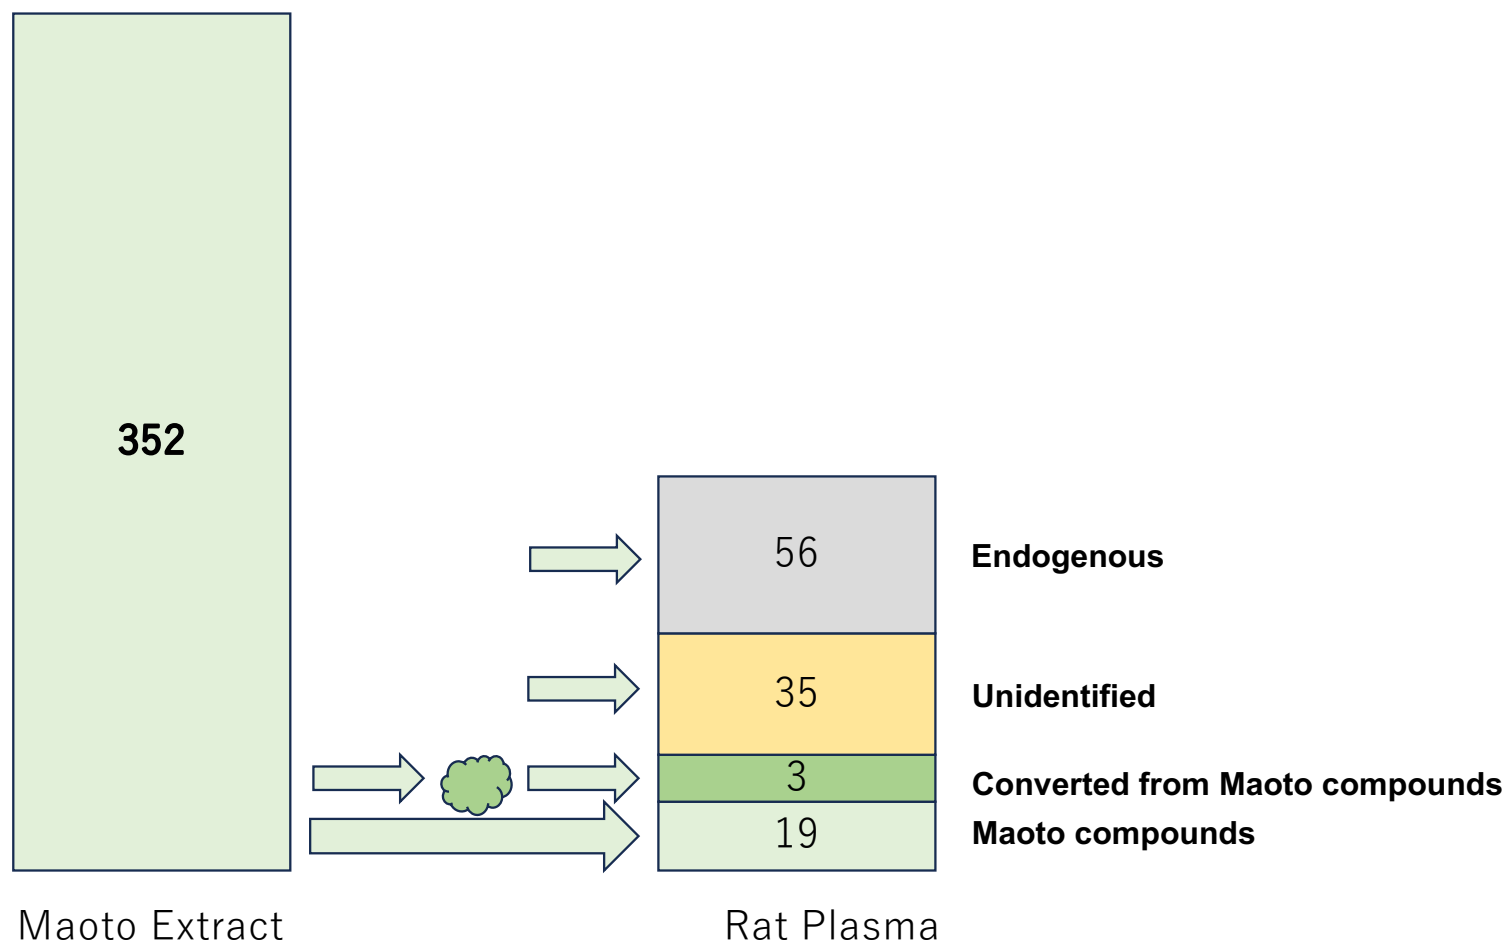 352
56
Endogenous
35
Unidentified
3
Converted from Maoto compounds
19
Maoto compounds
Maoto Extract
Rat Plasma